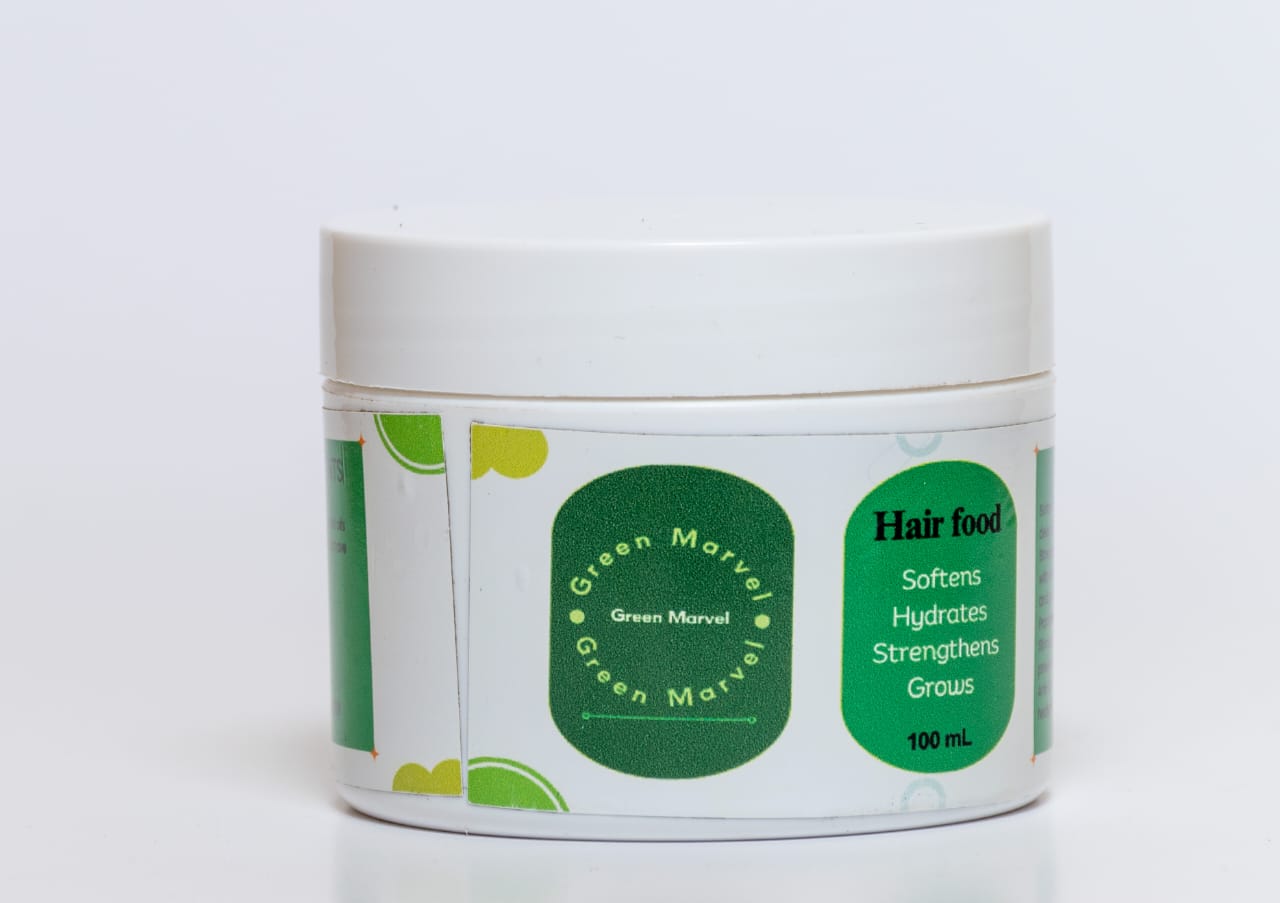 Green Marvel
Green Marvel
Green Marvel
Hair food
Softens
Hydrates
Strengthens
Grows
100 mL